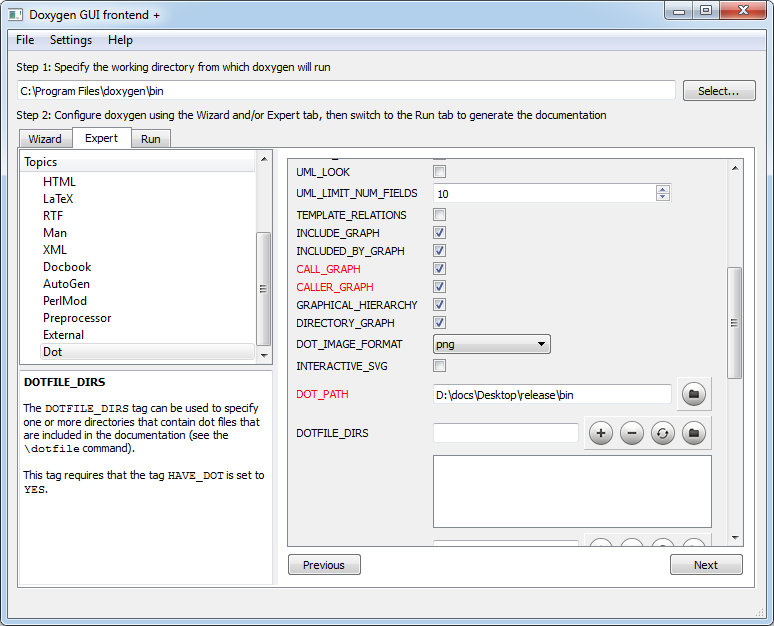 Doxygen GUI frontend +
File Settings Help
Step 1: Specify the working directory from which doxygen will run
C:\Program Files\doxygen\bin
Select...
Step 2: Configure doxygen using the Wizard and/or Expert tab, then switch to the Run tab to generate the documentation
Wizard Expert Run
Topics
HTML
LaTeX
RTF
Man
XML
Docbook
AutoGen
PerlMod
Preprocessor
External
Dot
DOTFILE_DIRS
The DOTFILE_DIRS tag can be used to specify
one or more directories that contain dot files that
are included in the documentation (see the
\dotfile command).
This tag requires that the tag HAVE_DOT is set to
YES.
UML_LOOK
UML_LIMIT_NUM_FIELDS 10
TEMPLATE_RELATIONS
INCLUDE_GRAPH
INCLUDED_BY_GRAPH
CALL_GRAPH
CALLER_GRAPH
GRAPHICAL_HIERARCHY
DIRECTORY_GRAPH
DOT_IMAGE_FORMAT png
INTERACTIVE_SVG
DOT_PATH D:\docs\Desktop\release\bin
DOTFILE_DIRS
Previous Next